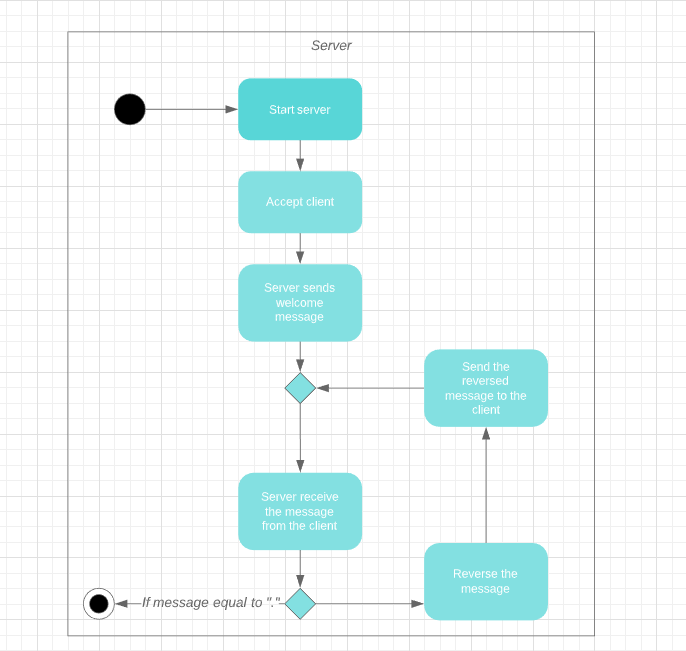 Server
Start server
Accept client
Server sends
welcome
message
Send the
reversed
message to the
client
Server receive
the message
from the client
If message equal to "."
Reverse the
message